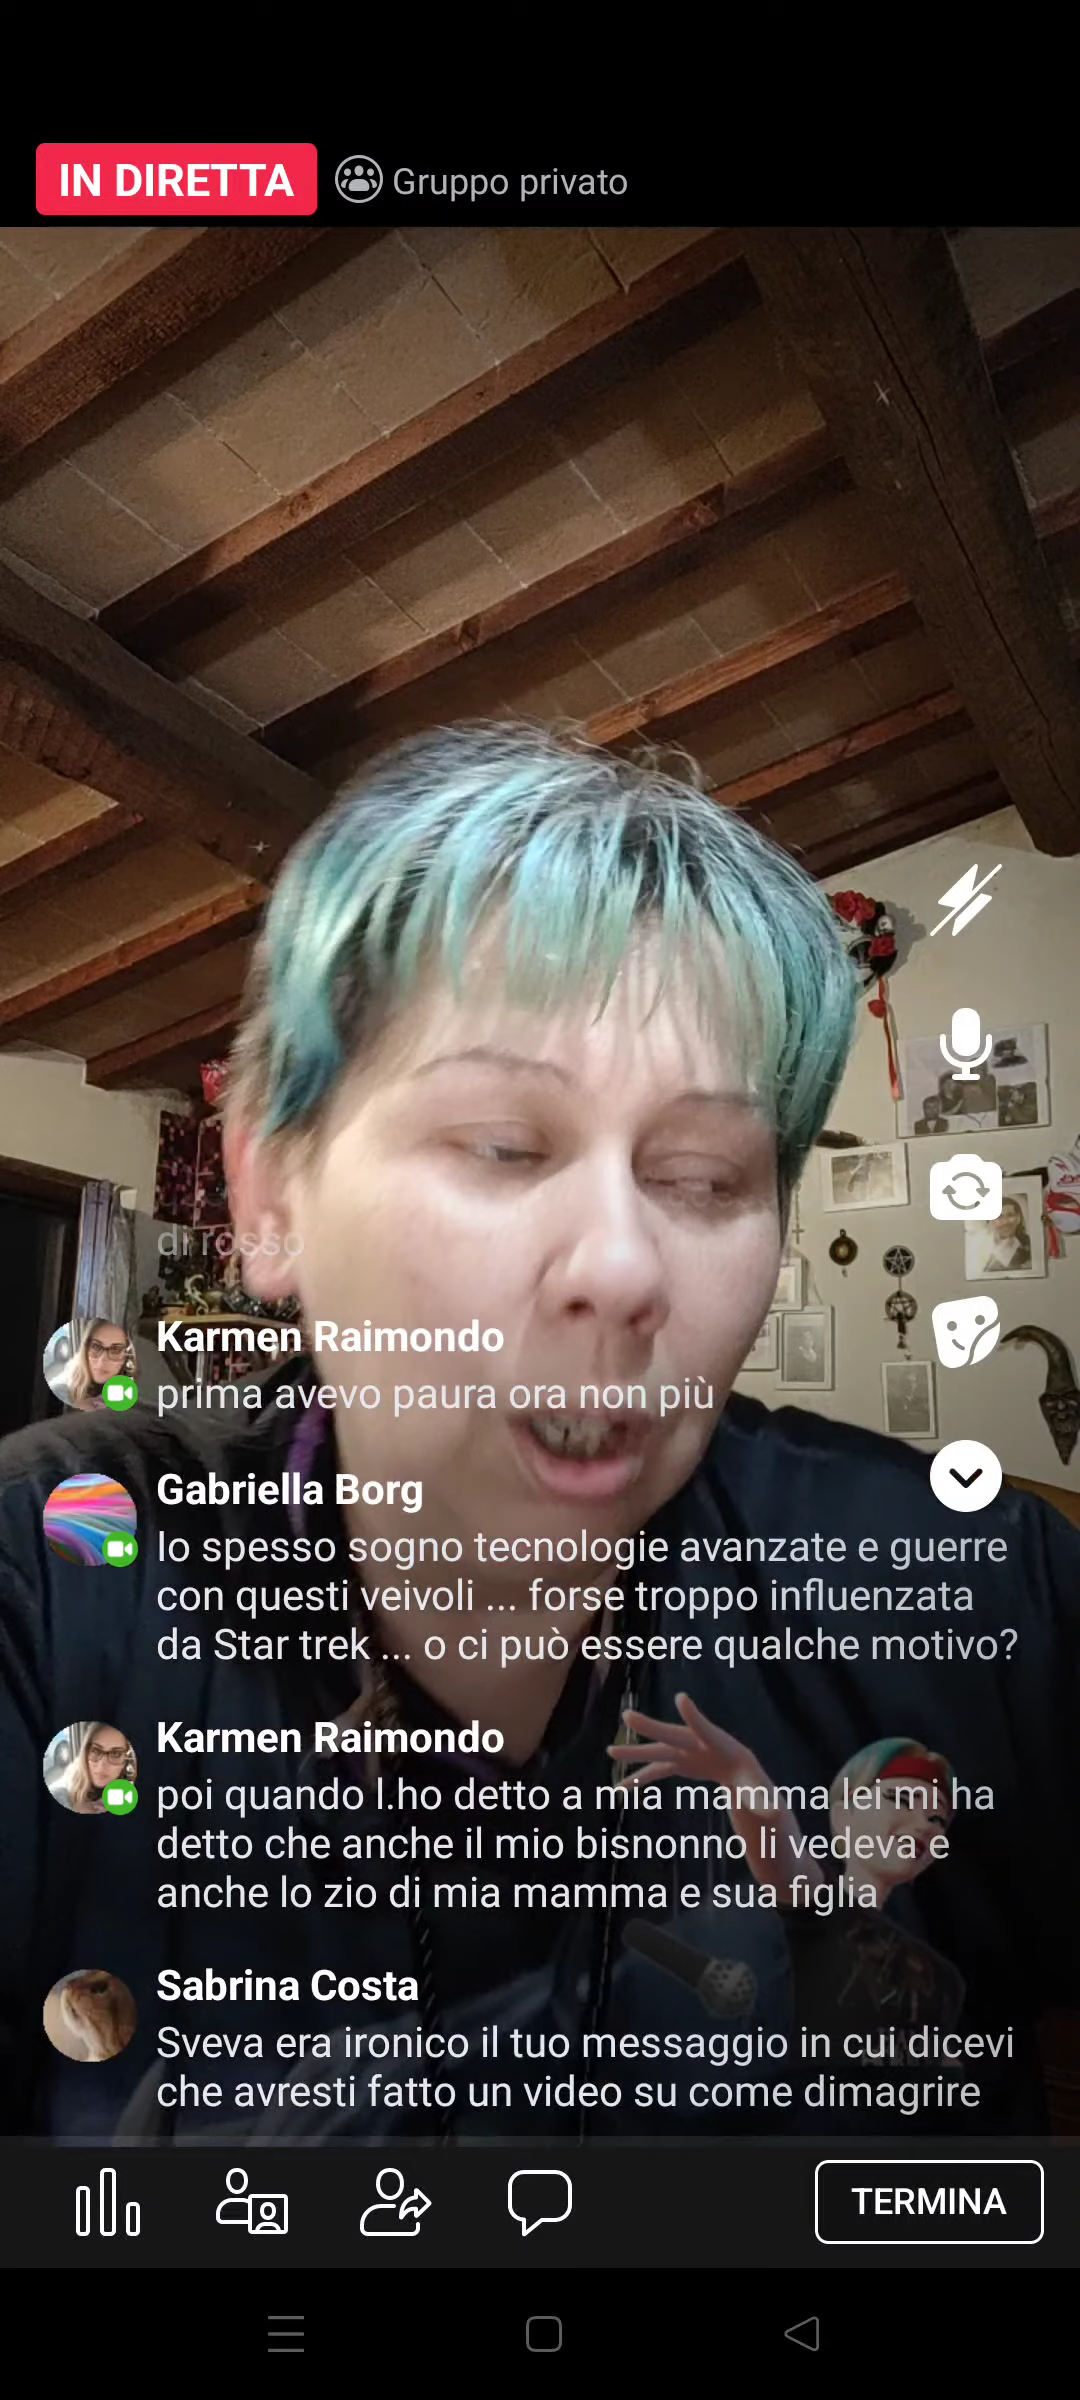 IN DIRETTA
Gruppo privato
di rosso
Karmen Raimondo
prima avevo paura ora non più
Gabriella Borg
Io spesso sogno tecnologie avanzate e guerre
con questi veivoli ... forse troppo influenzata
da Star trek ... o ci può essere qualche motivo?
Karmen Raimondo
poi quando l.ho detto a mia mamma lei mi ha
detto che anche il mio bisnonno li vedeva e
anche lo zio di mia mamma e sua figlia
Sabrina Costa
Sveva era ironico il tuo messaggio in cui dicevi
che avresti fatto un video su come dimagrire
TERMINA